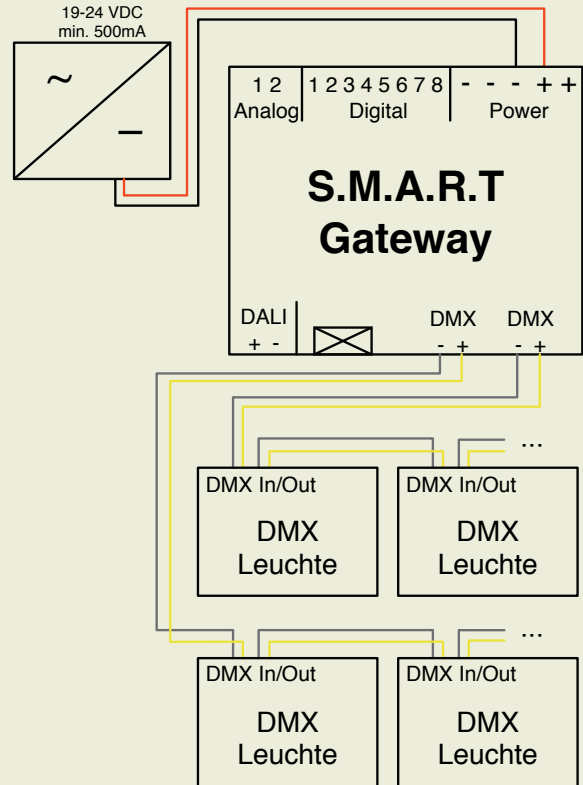 19-24 VDC
min. 500mA
~
–
1 2
Analog
1 2 3 4 5 6 7 8
Digital
- - - + +
Power
S.M.A.R.T
Gateway
DALI
+ -
DMX
- +
DMX
- +
...
DMX In/Out
DMX
Leuchte
DMX In/Out
DMX
Leuchte
...
DMX In/Out
DMX
Leuchte
DMX In/Out
DMX
Leuchte